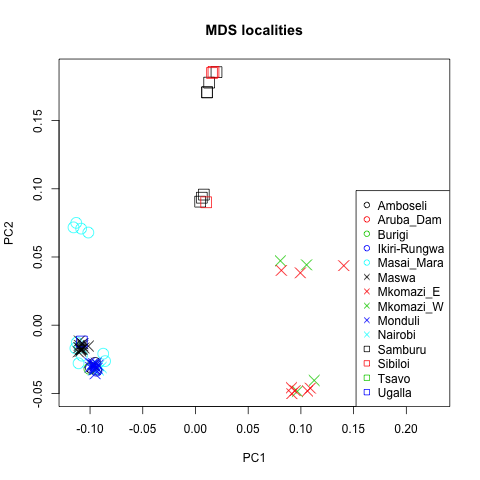 MDS localities
PC2
0.15
0.10
0.05
0.00
-0.05
Amboseli
Aruba_Dam
Burigi
Ikiri-Rungwa
Masai_Mara
Maswa
Mkomazi_E
Mkomazi_W
Monduli
Nairobi
Samburu
Sibiloi
Tsavo
Ugalla
-0.10 -0.05 0.00 0.05 0.10 0.15 0.20
PC1